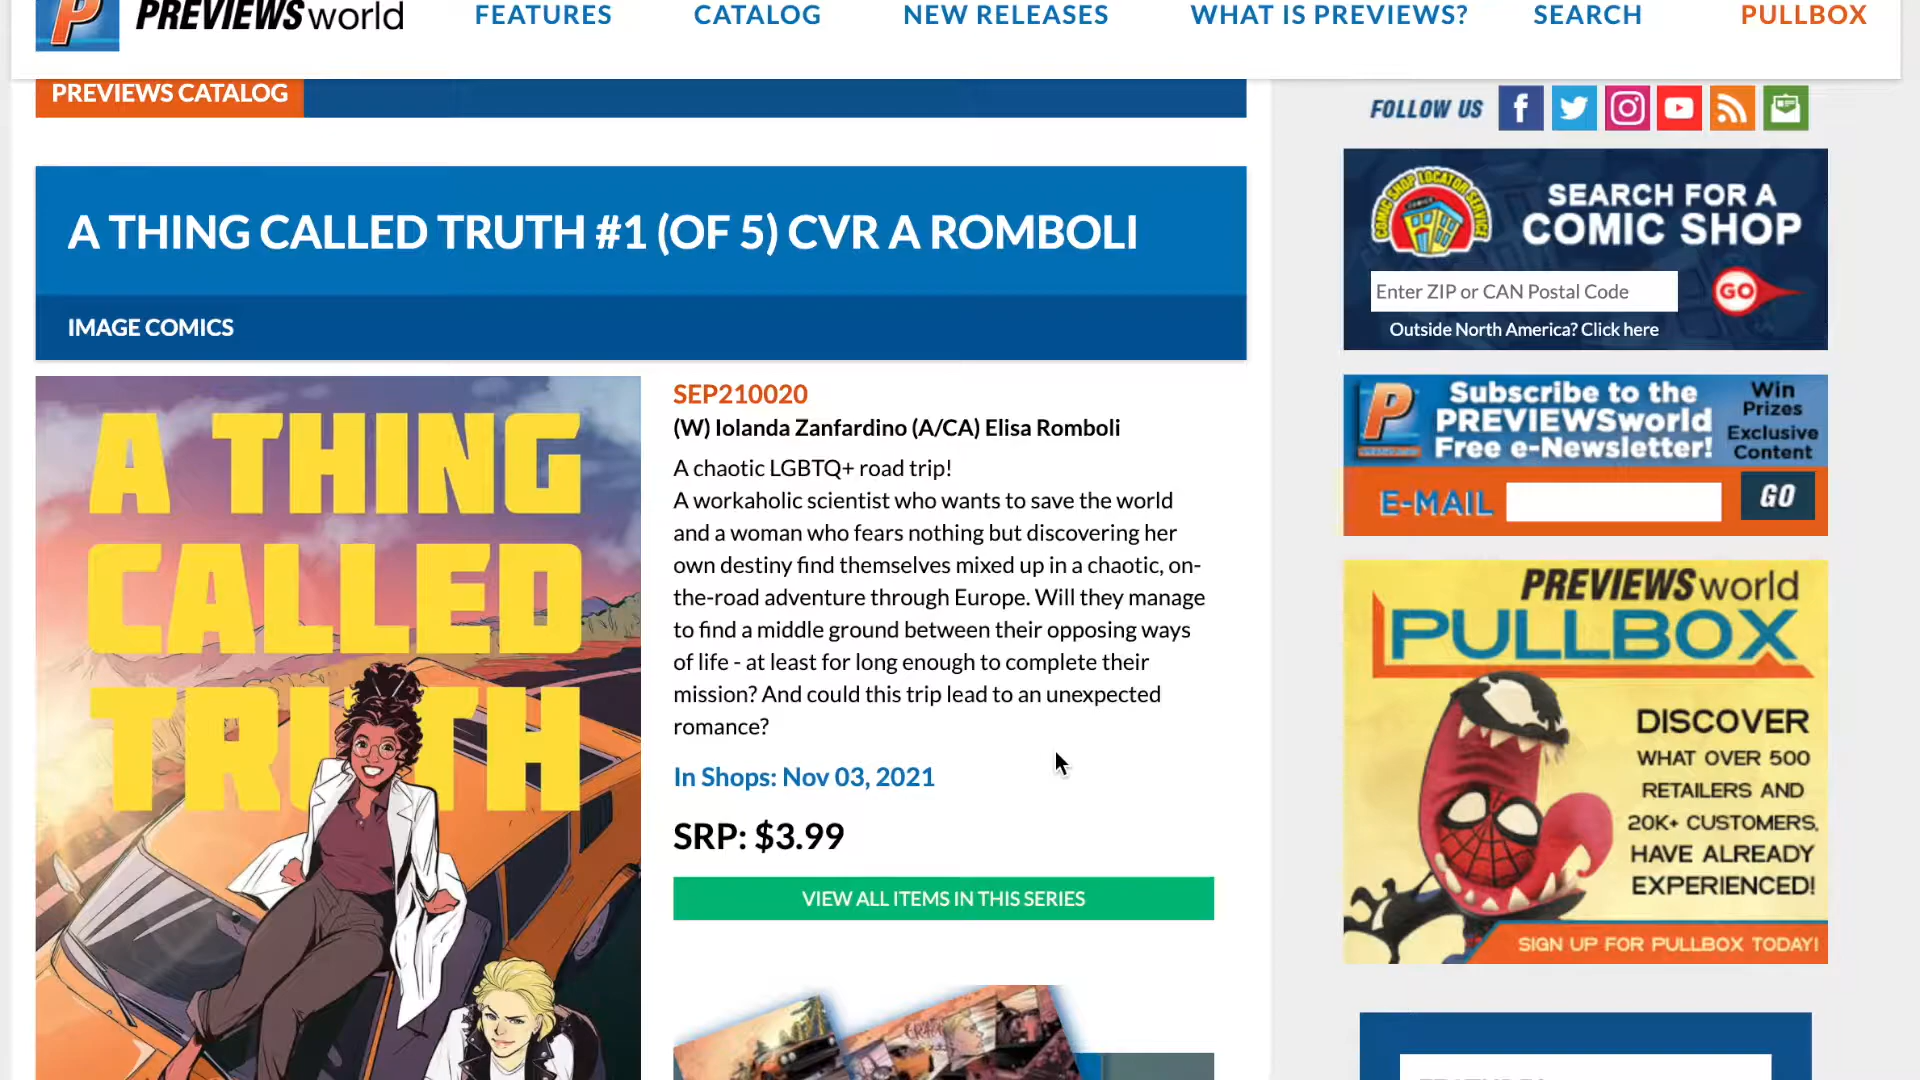 PREVIEWSworld
FEATURES
CATALOG
NEW RELEASES
WHAT IS PREVIEWS?
SEARCH
PULLBOX
PREVIEWS CATALOG
FOLLOW US
A THING CALLED TRUTH #1 (OF 5) CVR A ROMBOLI
IMAGE COMICS
A THING
CALLED
TRUTH
SEP210020
(W) Iolanda Zanfardino (A/CA) Elisa Romboli
A chaotic LGBTQ+ road trip!
A workaholic scientist who wants to save the world
and a woman who fears nothing but discovering her
own destiny find themselves mixed up in a chaotic, on-
the-road adventure through Europe. Will they manage
to find a middle ground between their opposing ways
of life - at least for long enough to complete their
mission? And could this trip lead to an unexpected
romance?
In Shops: Nov 03, 2021
SRP: $3.99
VIEW ALL ITEMS IN THIS SERIES
COMIC SHOP LOCATOR SERVICE
SEARCH FOR A
COMIC SHOP
Enter ZIP or CAN Postal Code
GO
Outside North America? Click here
Subscribe to the
PREVIEWSworld
Free e-Newsletter!
Win
Prizes
Exclusive
Content
E-MAIL
GO
PREVIEWSworld
PULLBOX
DISCOVER
WHAT OVER 500
RETAILERS AND
20K+ CUSTOMERS,
HAVE ALREADY
EXPERIENCED!
SIGN UP FOR PULLBOX TODAY!